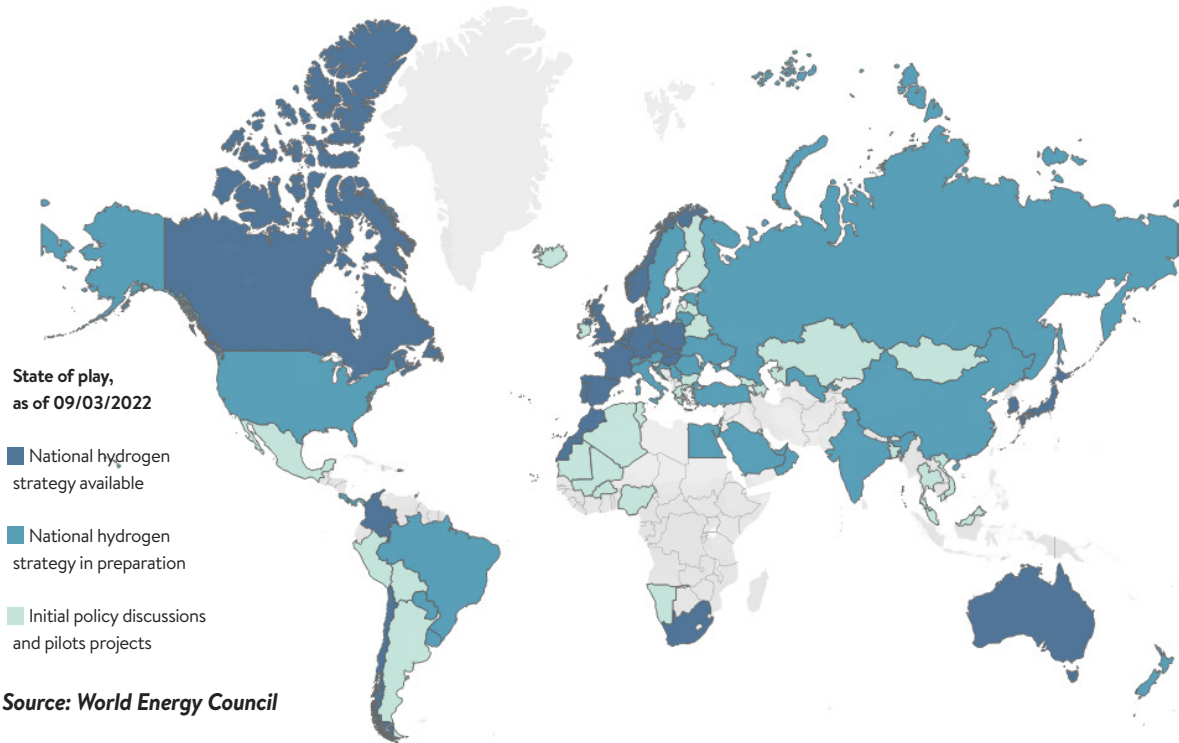 State of play,
as of 09/03/2022
National hydrogen
strategy available
National hydrogen
strategy in preparation
Initial policy discussions
and pilots projects
Source: World Energy Council